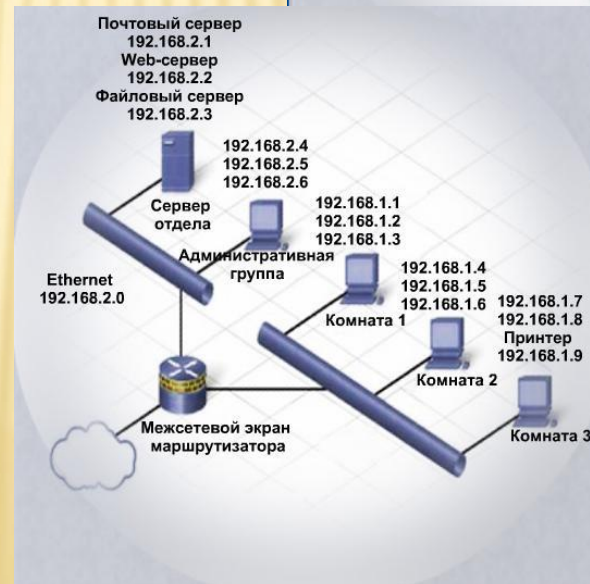 Почтовый сервер
192.168.2.1
Web-сервер
192.168.2.2
Файловый сервер
192.168.2.3
192.168.2.4
192.168.2.5
192.168.2.6
Сервер
отдела
192.168.1.1
192.168.1.2
192.168.1.3
Административная
группа
192.168.1.4
192.168.1.5
192.168.1.6
Комната 1
192.168.1.7
192.168.1.8
Принтер
192.168.1.9
Ethernet
192.168.2.0
Комната 2
Межсетевой экран
маршрутизатора
Комната 3